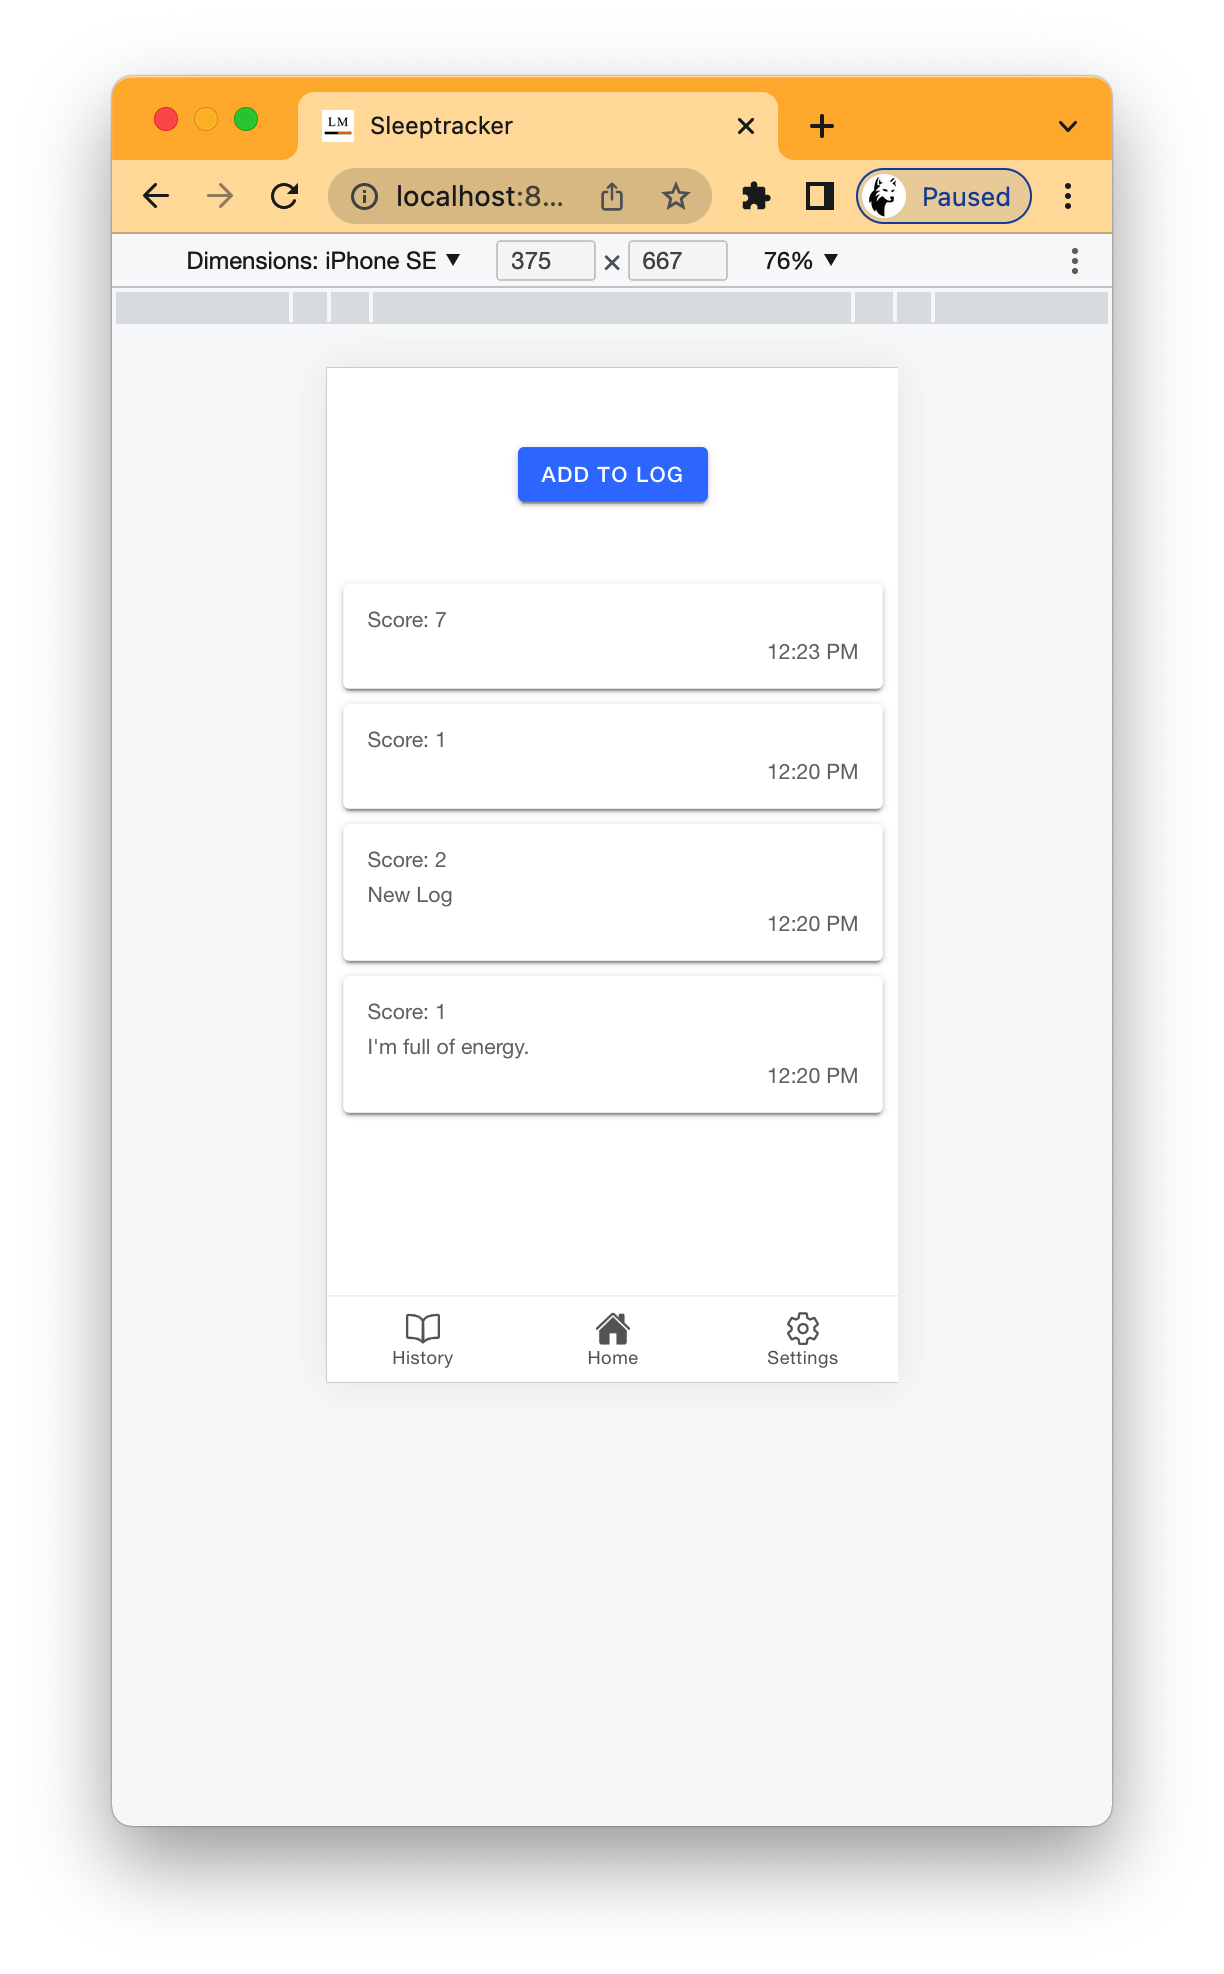 LM Sleeptracker
localhost:8... Paused
Dimensions: iPhone SE 375 × 667 76%
ADD TO LOG
Score: 7
12:23 PM
Score: 1
12:20 PM
Score: 2
New Log
12:20 PM
Score: 1
I'm full of energy.
12:20 PM
History Home Settings